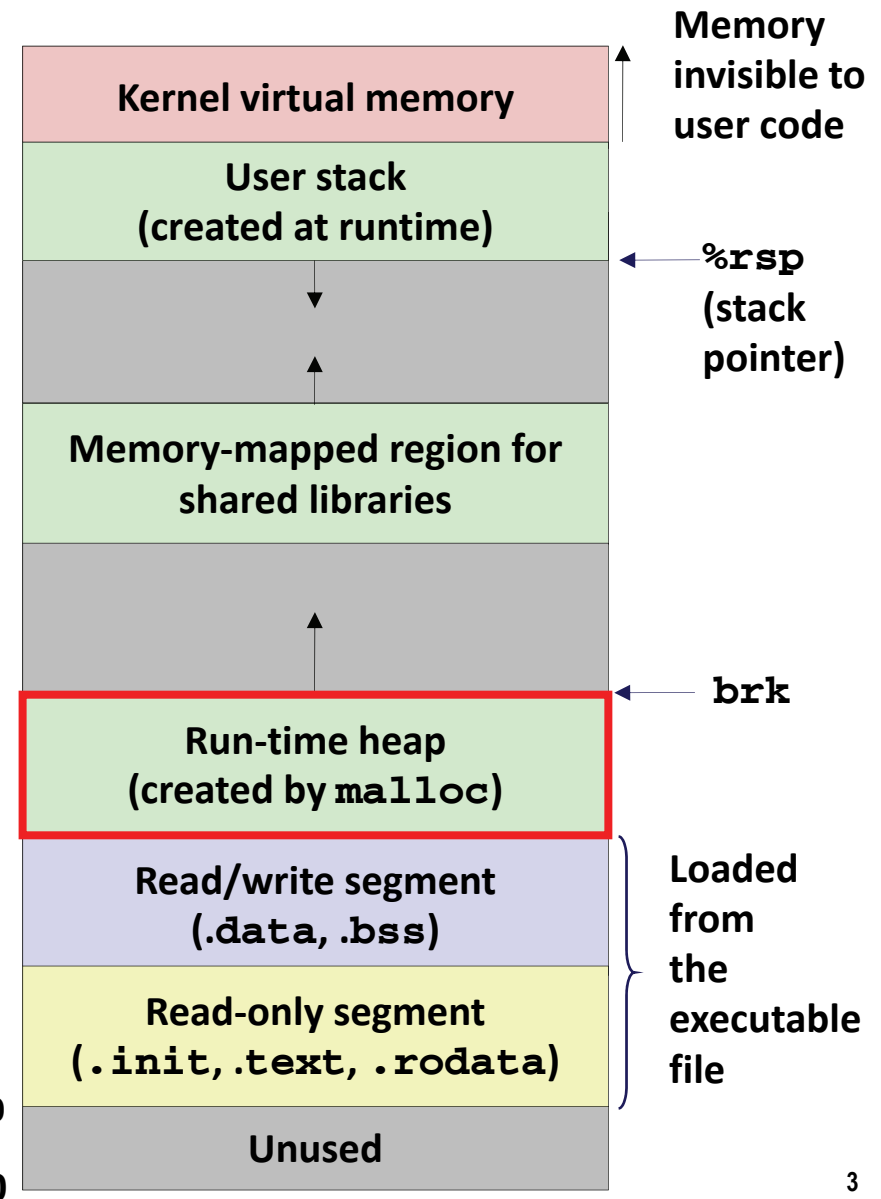 Memory
invisible to
user code
Kernel virtual memory
User stack
(created at runtime)
%rsp
(stack
pointer)
Memory-mapped region for
shared libraries
brk
Run-time heap
(created by malloc)
Read/write segment
(.data, .bss)
Loaded
from
the
executable
file
Read-only segment
(.init, .text, .rodata)
Unused
3